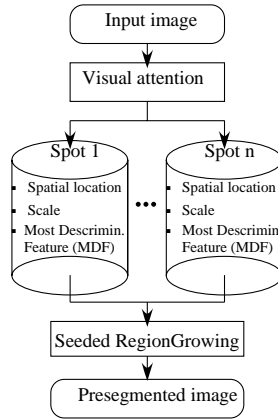 Input image
Visual attention
Spot 1
Spatial location
Scale
Most Descrimin.
Feature (MDF)
Spot n
Spatial location
Scale
Most Descrimin.
Feature (MDF)
Seeded RegionGrowing
Presegmented image